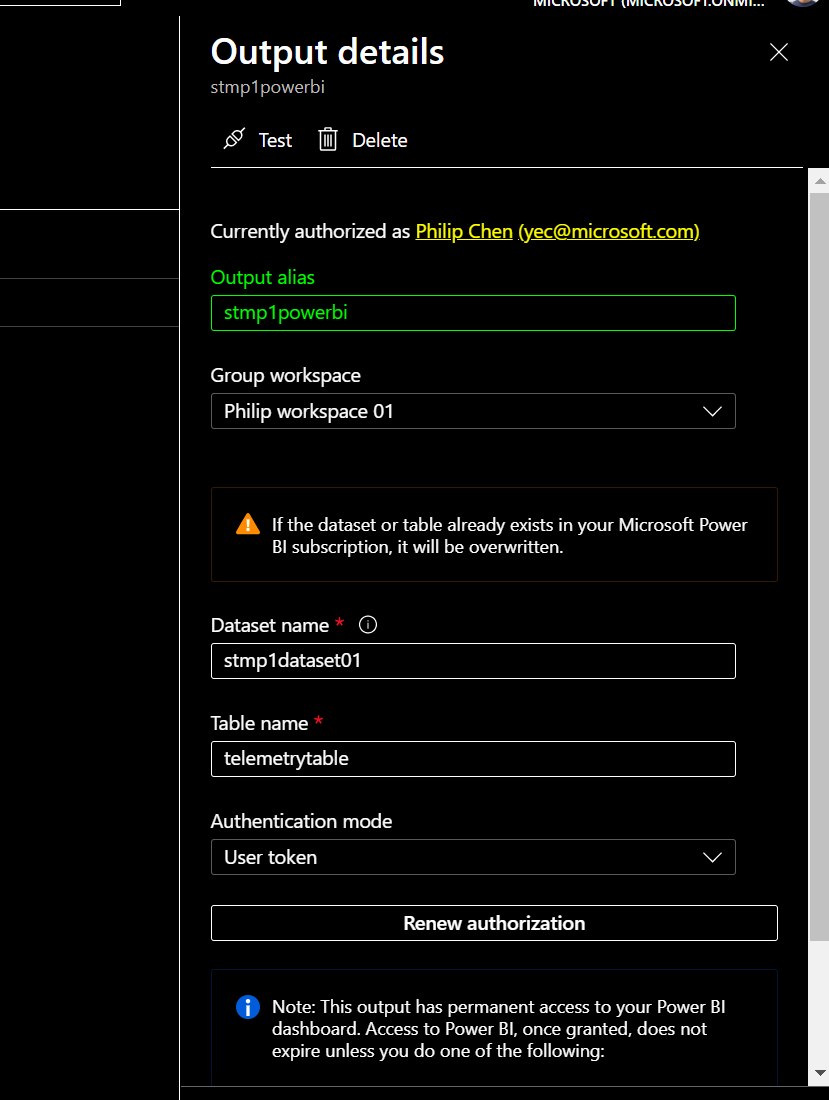 MICROSOFT (MICROSOFT.ONMI...
Output details
stmp1powerbi
Test
Delete
Currently authorized as Philip Chen (yec@microsoft.com)
Output alias
stmp1powerbi
Group workspace
Philip workspace 01
If the dataset or table already exists in your Microsoft Power
BI subscription, it will be overwritten.
Dataset name *
stmp1dataset01
Table name *
telemetrytable
Authentication mode
User token
Renew authorization
Note: This output has permanent access to your Power BI
dashboard. Access to Power BI, once granted, does not
expire unless you do one of the following: